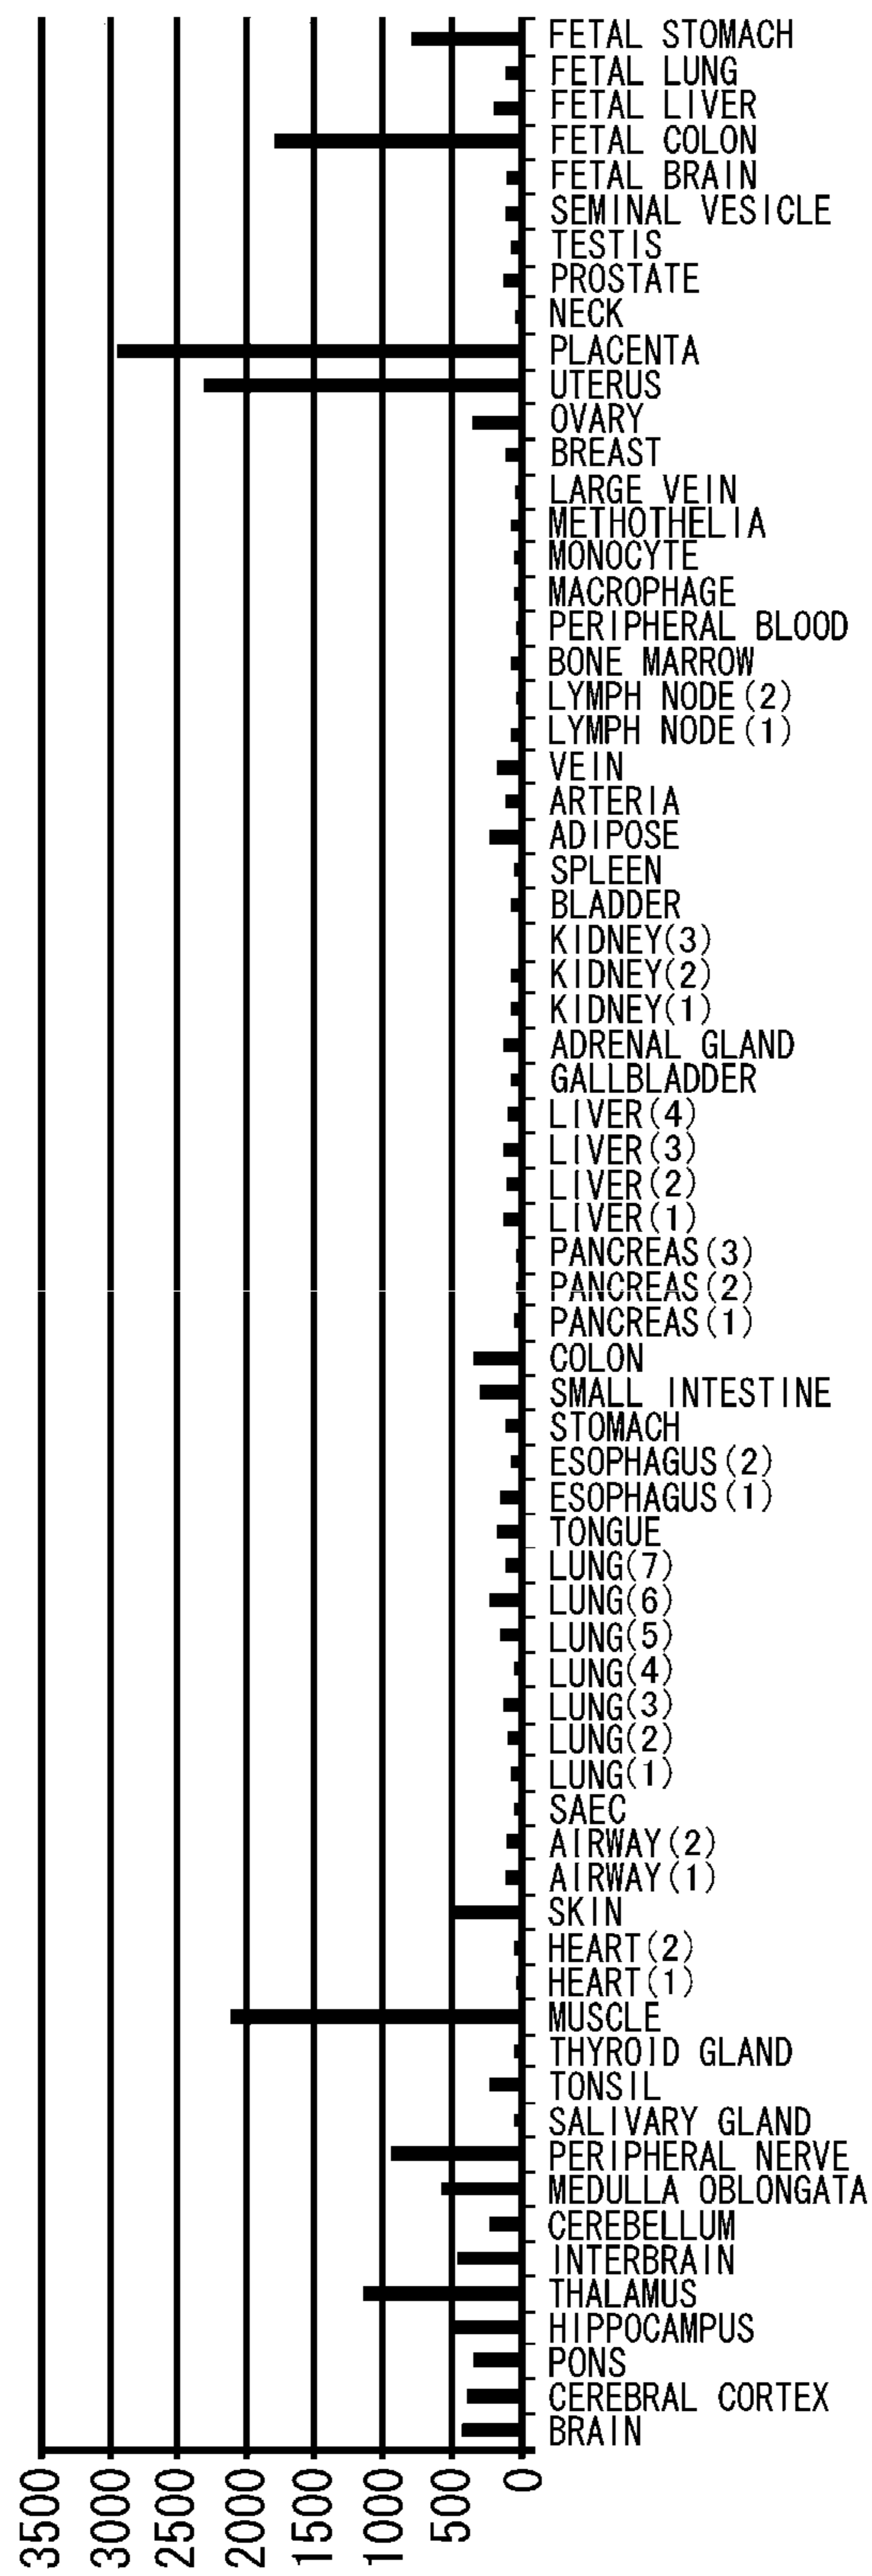 FETAL STOMACH
FETAL LUNG
FETAL LIVER
FETAL COLON
FETAL BRAIN
SEMINAL VESICLE
TESTIS
PROSTATE
NECK
PLACENTA
UTERUS
OVARY
BREAST
LARGE VEIN
METHOTHELIA
MONOCYTE
MACROPHAGE
PERIPHERAL BLOOD
BONE MARROW
LYMPH NODE(2)
LYMPH NODE(1)
VEIN
ARTERIA
ADIPOSE
SPLEEN
BLADDER
KIDNEY(3)
KIDNEY(2)
KIDNEY(1)
ADRENAL GLAND
GALLBLADDER
LIVER(4)
LIVER(3)
LIVER(2)
LIVER(1)
PANCREAS(3)
PANCREAS(2)
PANCREAS(1)
COLON
SMALL INTESTINE
STOMACH
ESOPHAGUS(2)
ESOPHAGUS(1)
TONGUE
LUNG(7)
LUNG(6)
LUNG(5)
LUNG(4)
LUNG(3)
LUNG(2)
LUNG(1)
SAEC
AIRWAY(2)
AIRWAY(1)
SKIN
HEART(2)
HEART(1)
MUSCLE
THYROID GLAND
TONSIL
SALIVARY GLAND
PERIPHERAL NERVE
MEDULLA OBLONGATA
CEREBELLUM
INTERBRAIN
THALAMUS
HIPPOCAMPUS
PONS
CEREBRAL CORTEX
BRAIN
3500
3000
2500
2000
1500
1000
500
0